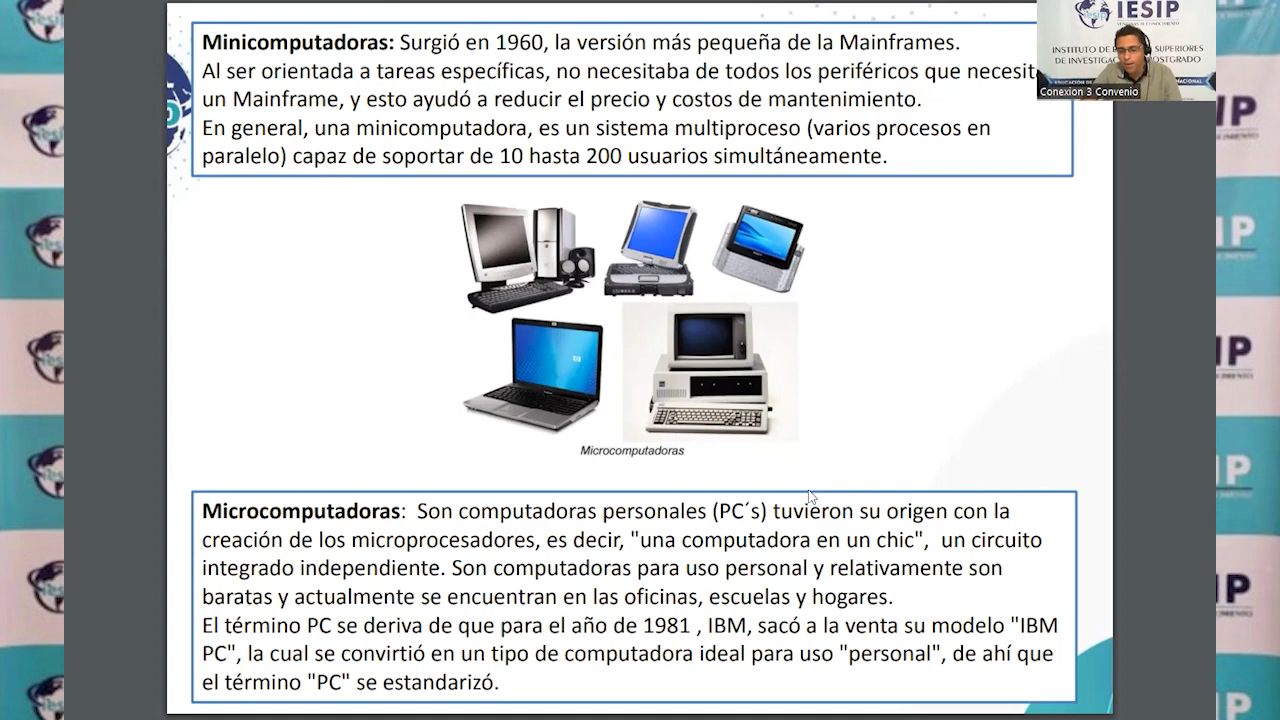 Minicomputadoras: Surgió en 1960, la versión más pequeña de la Mainframes.
Al ser orientada a tareas específicas, no necesitaba de todos los periféricos que necesit
un Mainframe, y esto ayudó a reducir el precio y costos de mantenimiento.
En general, una minicomputadora, es un sistema multiproceso (varios procesos en
paralelo) capaz de soportar de 10 hasta 200 usuarios simultáneamente.
IESIP
INSTITUTO DE SUPERIORES
DE INVESTIGACIÓN POSTGRADO
Conexion 3 Convenio
Microcomputadoras
Microcomputadoras: Son computadoras personales (PC´s) tuvieron su origen con la
creación de los microprocesadores, es decir, "una computadora en un chic", un circuito
integrado independiente. Son computadoras para uso personal y relativamente son
baratas y actualmente se encuentran en las oficinas, escuelas y hogares.
El término PC se deriva de que para el año de 1981 , IBM, sacó a la venta su modelo "IBM
PC", la cual se convirtió en un tipo de computadora ideal para uso "personal", de ahí que
el término "PC" se estandarizó.